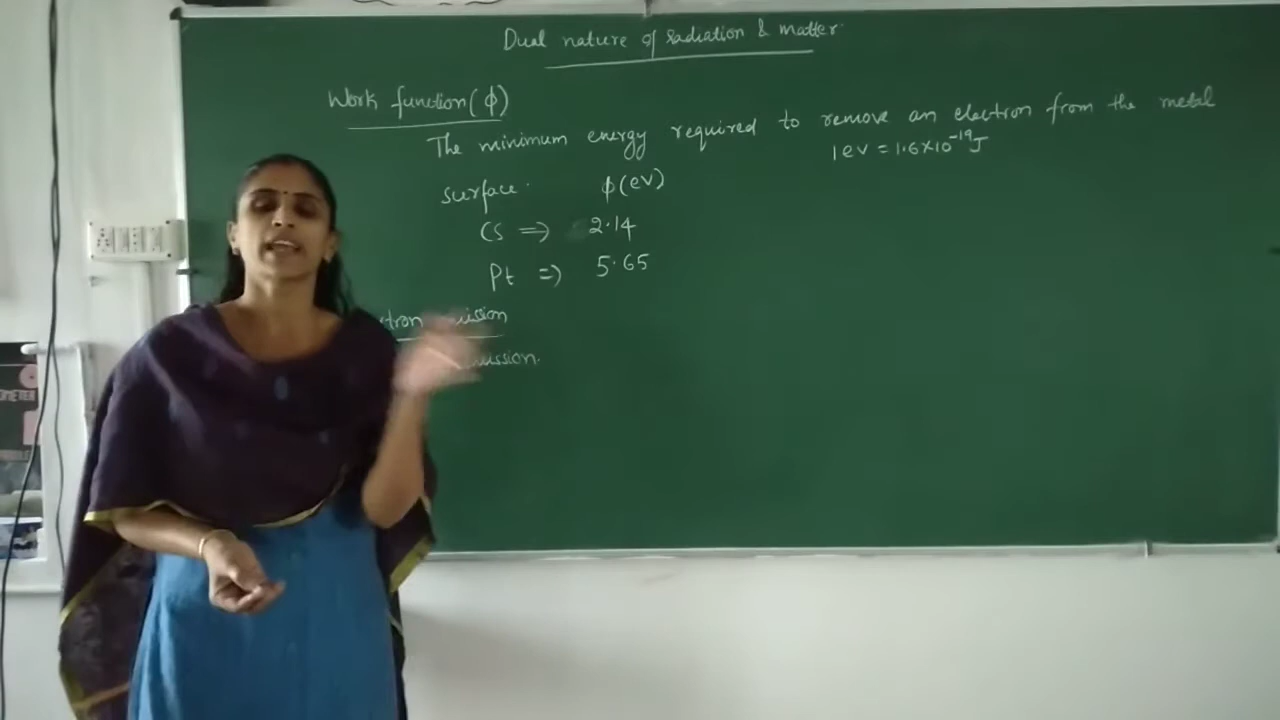 Dual nature of radiation & matter.
Work function (ϕ)
The minimum energy required to remove an electron from the metal
1ev = 1.6×10⁻¹⁹J
surface. ϕ(ev)
Cs => 2.14
Pt => 5.65